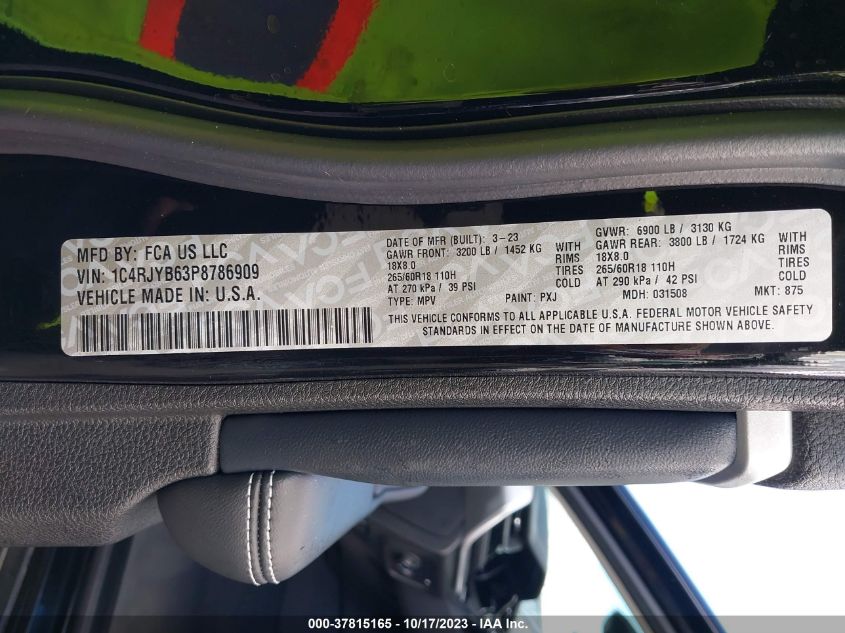 MFD BY: FCA US LLC
VIN: 1C4RJYB63P8786909
VEHICLE MADE IN: U.S.A.
DATE OF MFR (BUILT): 3-23
GAWR FRONT: 3200 LB / 1452 KG WITH
18X8.0 RIMS
265/60R18 110H TIRES
AT 270 kPa / 39 PSI
TYPE: MPV PAINT: PXJ
GVWR: 6900 LB / 3130 KG
GAWR REAR: 3800 LB / 1724 KG WITH
18X8.0 RIMS
265/60R18 110H TIRES
AT 290 kPa / 42 PSI
MDH: 031508 MKT: 875
THIS VEHICLE CONFORMS TO ALL APPLICABLE U.S.A. FEDERAL MOTOR VEHICLE SAFETY
STANDARDS IN EFFECT ON THE DATE OF MANUFACTURE SHOWN ABOVE.
000-37815165 - 10/17/2023 - IAA Inc.